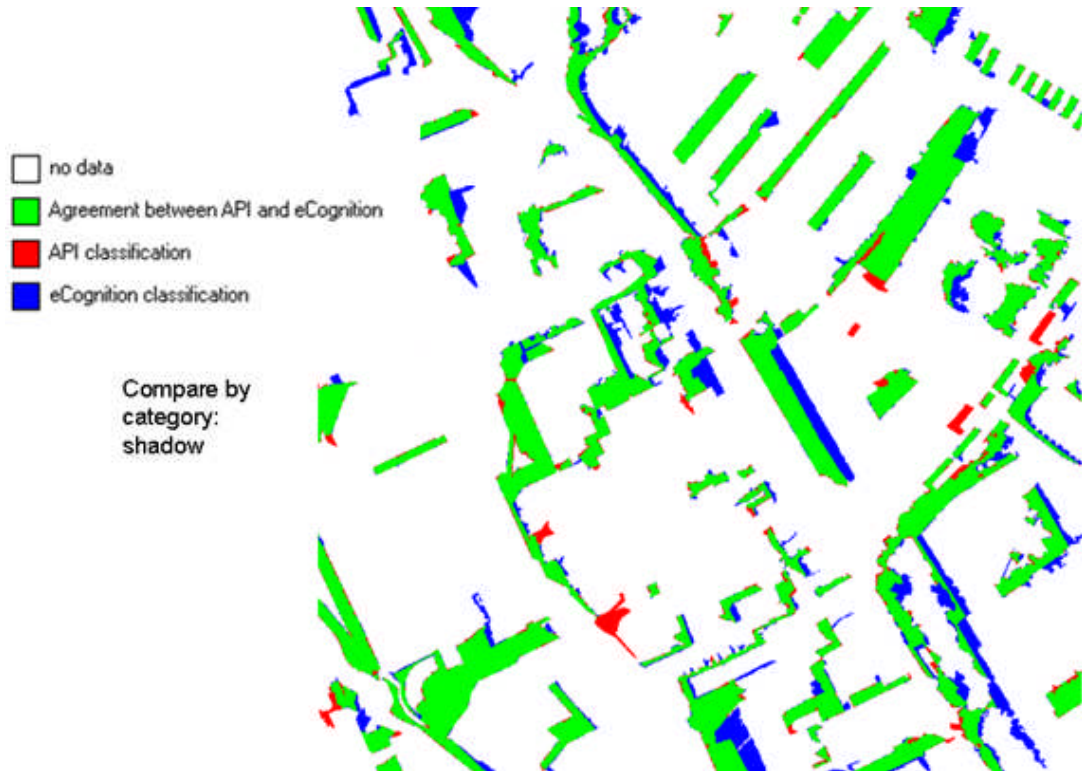 no data
Agreement between API and eCognition
API classification
eCognition classification
Compare by
category:
shadow